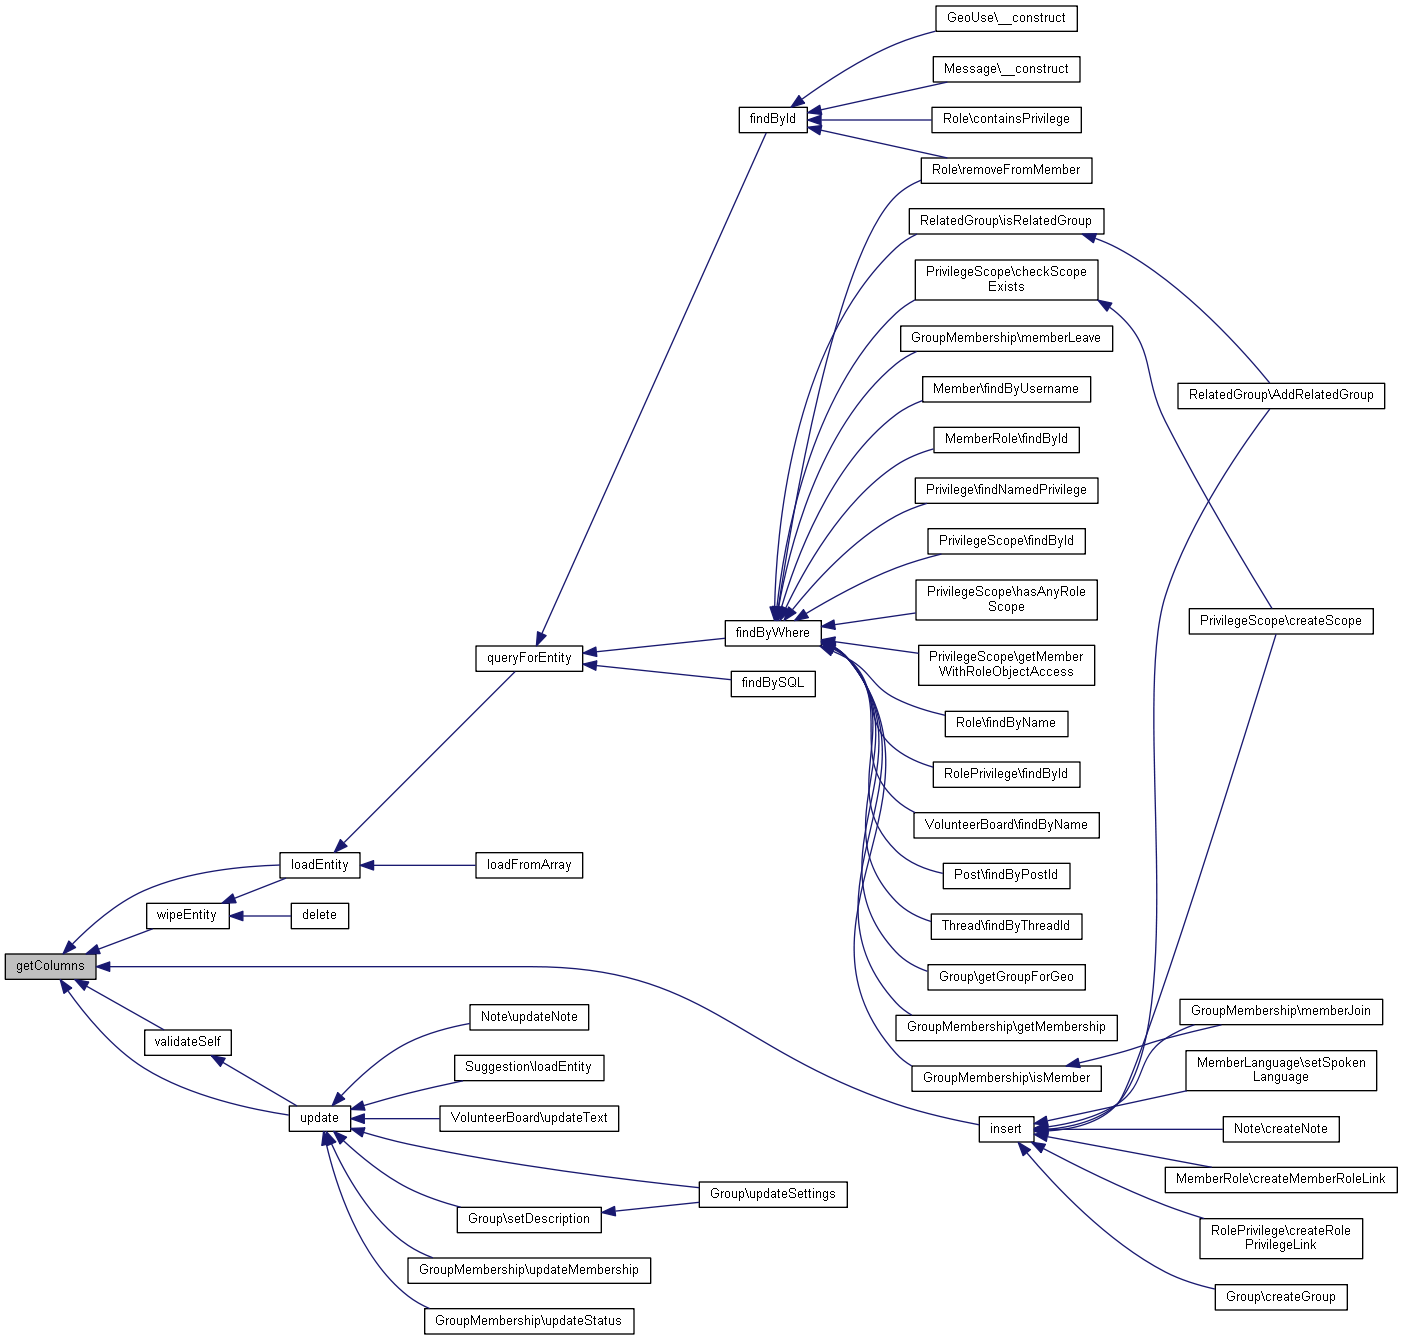 GeoUse\__construct
Message\__construct
findById
Role\containsPrivilege
Role\removeFromMember
RelatedGroup\isRelatedGroup
PrivilegeScope\checkScope
Exists
GroupMembership\memberLeave
Member\findByUsername
RelatedGroup\AddRelatedGroup
MemberRole\findById
Privilege\findNamedPrivilege
PrivilegeScope\findById
PrivilegeScope\hasAnyRole
Scope
PrivilegeScope\createScope
findByWhere
queryForEntity
PrivilegeScope\getMember
WithRoleObjectAccess
findBySQL
Role\findByName
RolePrivilege\findById
VolunteerBoard\findByName
loadEntity
loadFromArray
Post\findByPostId
wipeEntity
delete
Thread\findByThreadId
getColumns
Group\getGroupForGeo
Note\updateNote
GroupMembership\getMembership
GroupMembership\memberJoin
validateSelf
Suggestion\loadEntity
GroupMembership\isMember
MemberLanguage\setSpoken
Language
update
VolunteerBoard\updateText
insert
Note\createNote
MemberRole\createMemberRoleLink
Group\updateSettings
Group\setDescription
RolePrivilege\createRole
PrivilegeLink
GroupMembership\updateMembership
Group\createGroup
GroupMembership\updateStatus